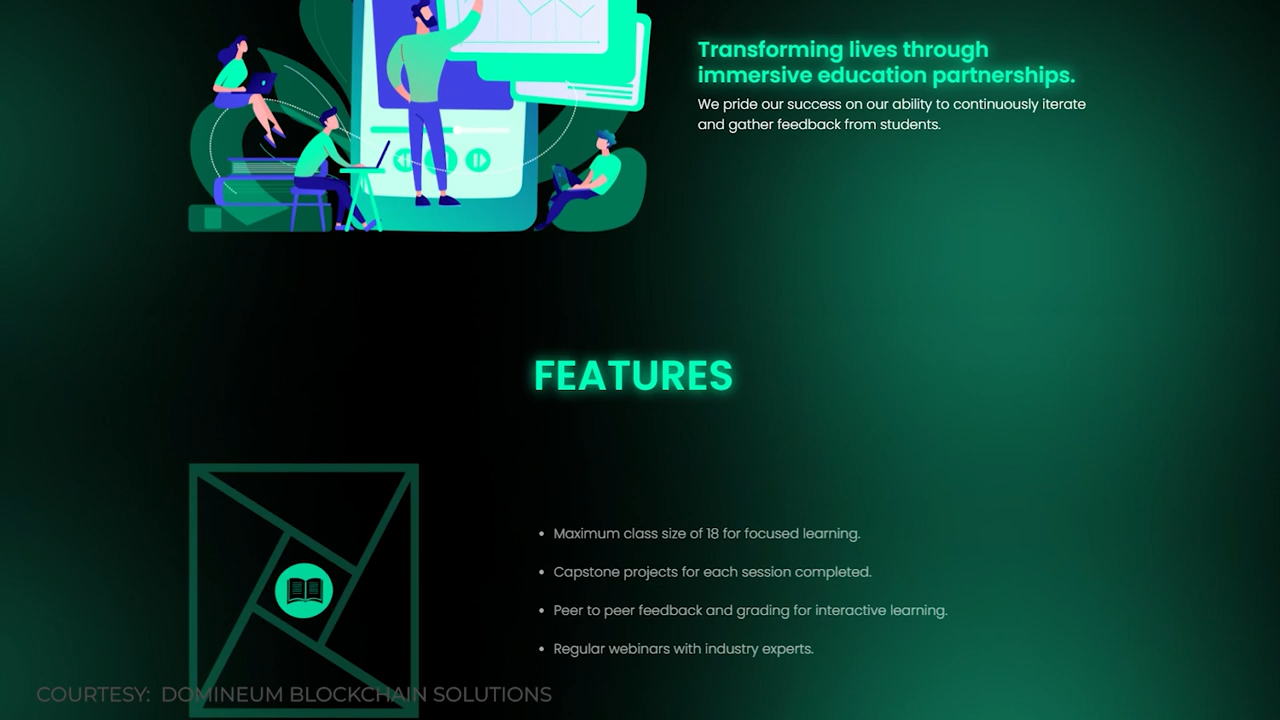 Transforming lives through
immersive education partnerships.
We pride our success on our ability to continuously iterate
and gather feedback from students.
FEATURES
• Maximum class size of 18 for focused learning.
• Capstone projects for each session completed.
• Peer to peer feedback and grading for interactive learning.
• Regular webinars with industry experts.
COURTESY: DOMINEUM BLOCKCHAIN SOLUTIONS